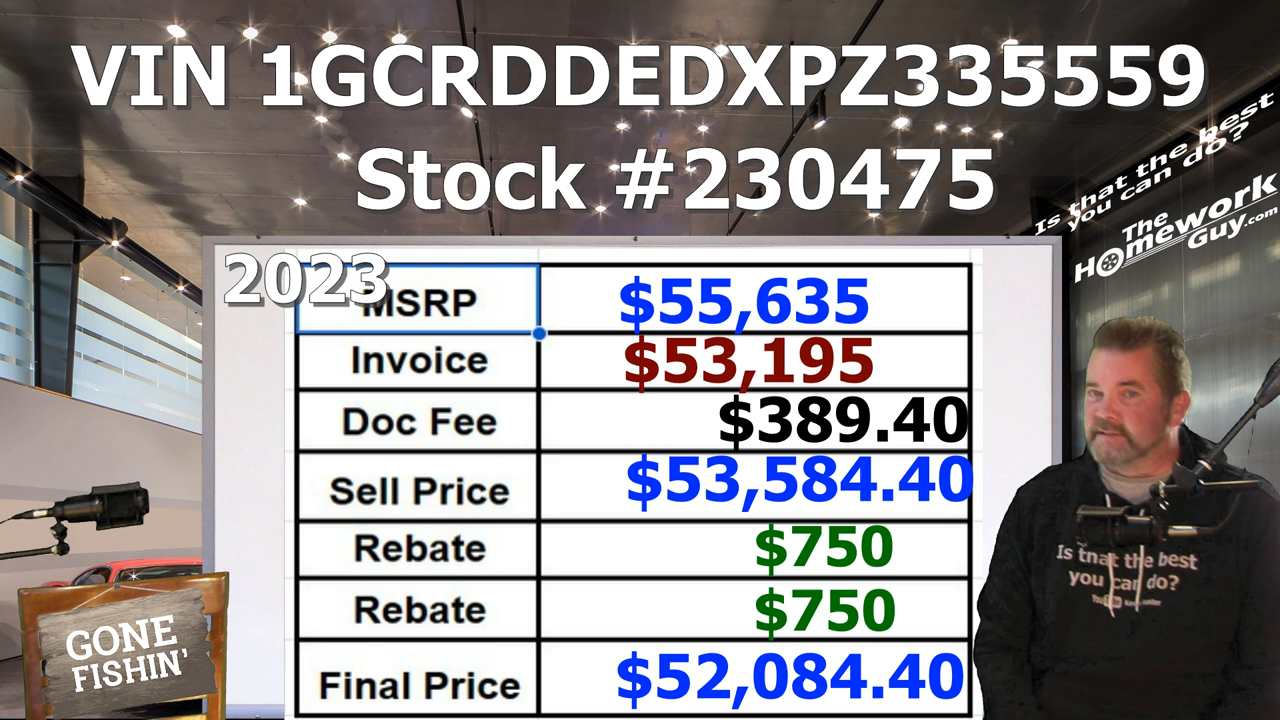 VIN 1GCRDDEDXPZ335559
Stock #230475
Is that the best
you can do?
The
Homework
Guy.com
2023
MSRP $55,635
Invoice $53,195
Doc Fee $389.40
Sell Price $53,584.40
Rebate $750
Rebate $750
Final Price $52,084.40
Is that the best
you can do?
YouTube
GONE
FISHIN'